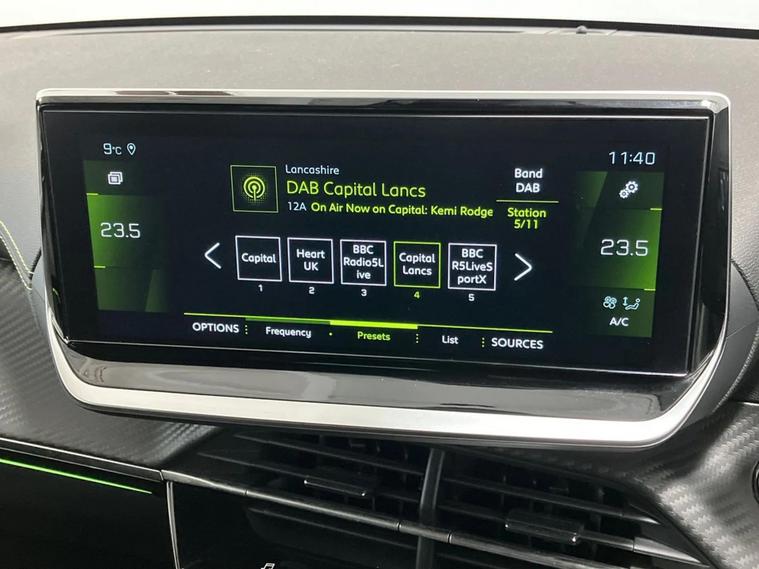 9°C
11:40
Lancashire
DAB Capital Lancs
12A On Air Now on Capital: Kemi Rodge
Band
DAB
Station
5/11
23.5
23.5
Capital
1
Heart
UK
2
BBC
Radio5L
ive
3
Capital
Lancs
4
BBC
R5LiveS
portX
5
A/C
OPTIONS
Frequency
Presets
List
SOURCES